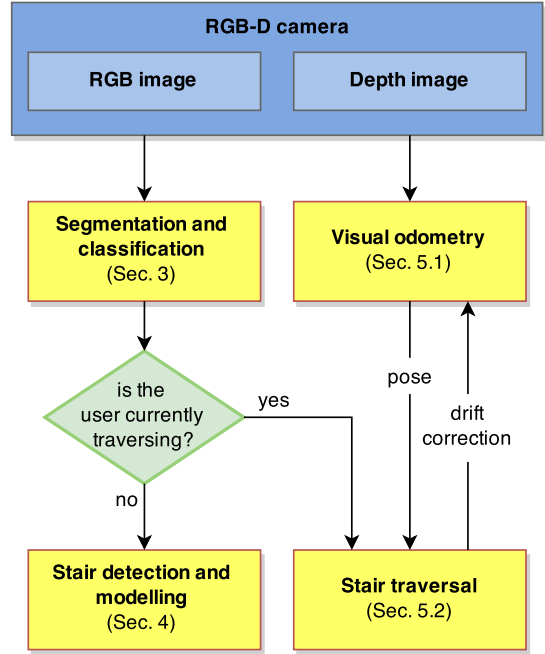 RGB-D camera
RGB image
Depth image
Segmentation and
classification
(Sec. 3)
Visual odometry
(Sec. 5.1)
is the
user currently
traversing?
yes
no
pose
drift
correction
Stair detection and
modelling
(Sec. 4)
Stair traversal
(Sec. 5.2)